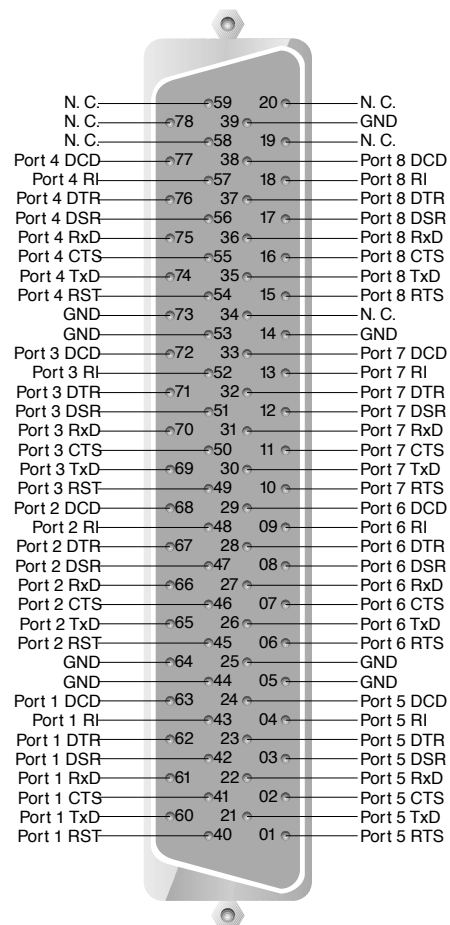 N. C. 59 20 N. C.
N. C. 78 39 GND
N. C. 58 19 N. C.
Port 4 DCD 77 38 Port 8 DCD
Port 4 RI 57 18 Port 8 RI
Port 4 DTR 76 37 Port 8 DTR
Port 4 DSR 56 17 Port 8 DSR
Port 4 RxD 75 36 Port 8 RxD
Port 4 CTS 55 16 Port 8 CTS
Port 4 TxD 74 35 Port 8 TxD
Port 4 RST 54 15 Port 8 RTS
GND 73 34 N. C.
GND 53 14 GND
Port 3 DCD 72 33 Port 7 DCD
Port 3 RI 52 13 Port 7 RI
Port 3 DTR 71 32 Port 7 DTR
Port 3 DSR 51 12 Port 7 DSR
Port 3 RxD 70 31 Port 7 RxD
Port 3 CTS 50 11 Port 7 CTS
Port 3 TxD 69 30 Port 7 TxD
Port 3 RST 49 10 Port 7 RTS
Port 2 DCD 68 29 Port 6 DCD
Port 2 RI 48 09 Port 6 RI
Port 2 DTR 67 28 Port 6 DTR
Port 2 DSR 47 08 Port 6 DSR
Port 2 RxD 66 27 Port 6 RxD
Port 2 CTS 46 07 Port 6 CTS
Port 2 TxD 65 26 Port 6 TxD
Port 2 RST 45 06 Port 6 RTS
GND 64 25 GND
GND 44 05 GND
Port 1 DCD 63 24 Port 5 DCD
Port 1 RI 43 04 Port 5 RI
Port 1 DTR 62 23 Port 5 DTR
Port 1 DSR 42 03 Port 5 DSR
Port 1 RxD 61 22 Port 5 RxD
Port 1 CTS 41 02 Port 5 CTS
Port 1 TxD 60 21 Port 5 TxD
Port 1 RST 40 01 Port 5 RTS